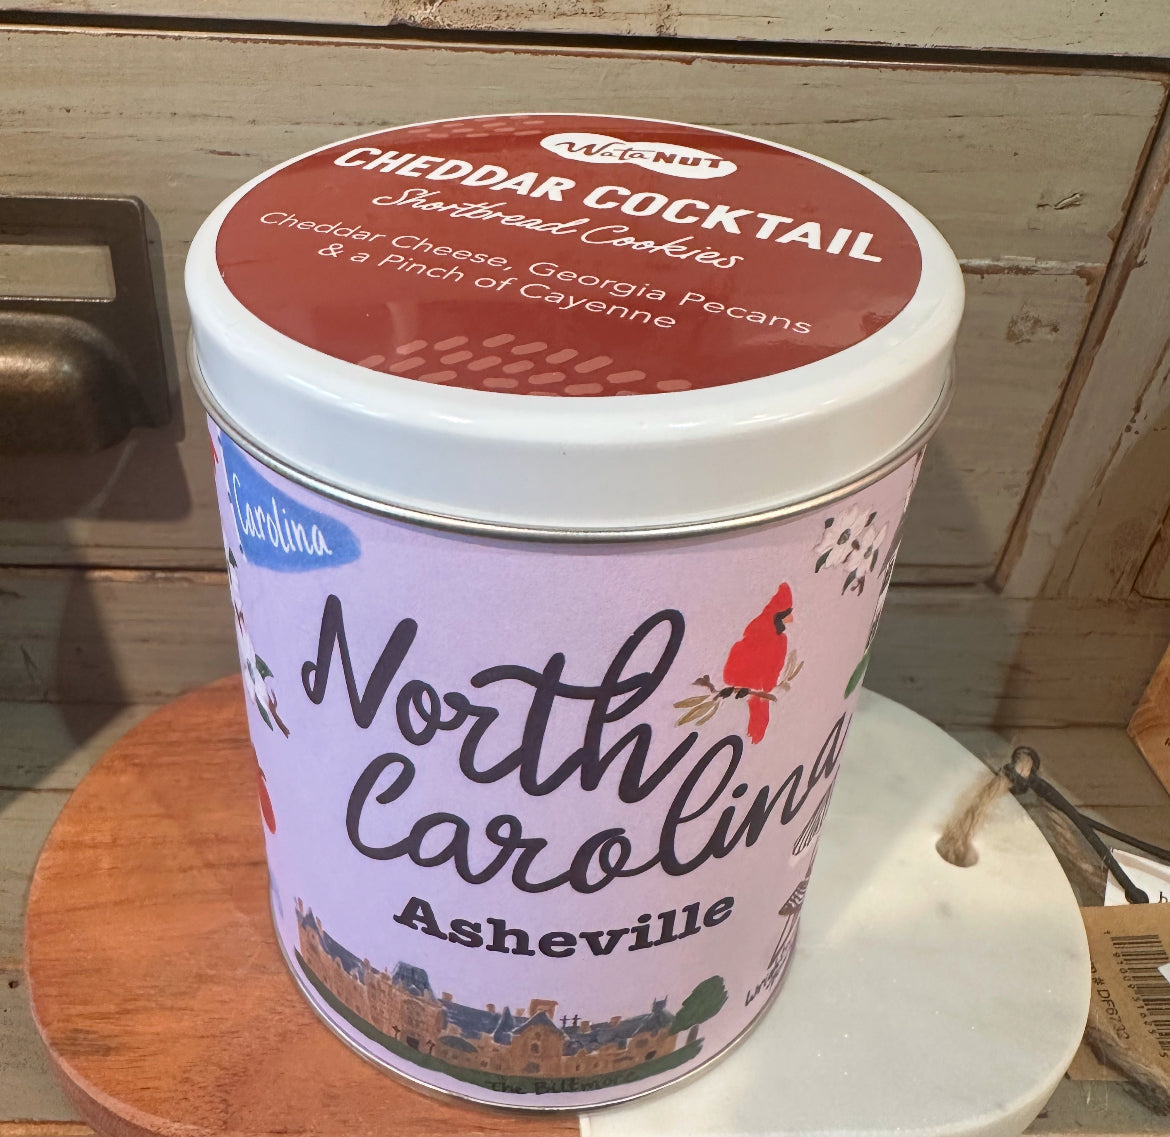 WataNUT
CHEDDAR COCKTAIL
Shortbread Cookies
Cheddar Cheese, Georgia Pecans
& a Pinch of Cayenne
Carolina
North
Carolina
Asheville
The Biltmore